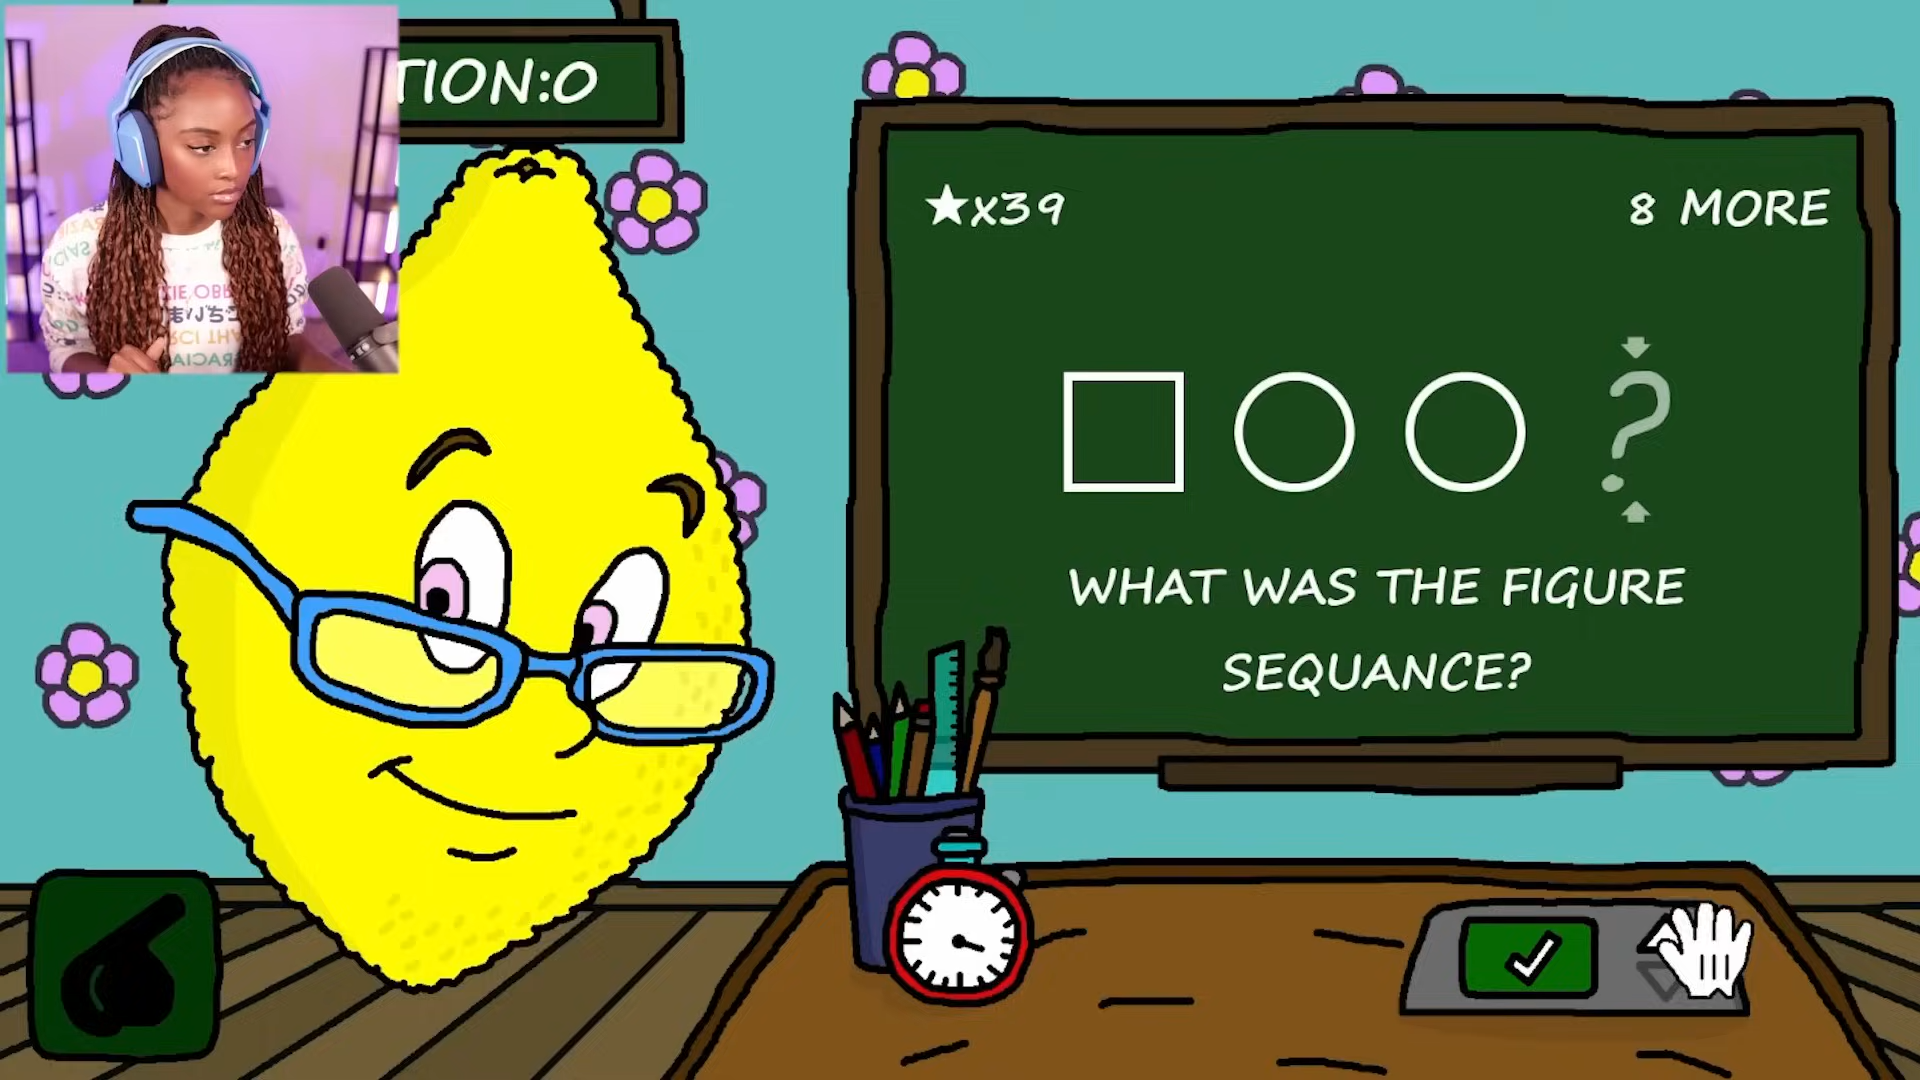 TION:0
★x39
8 MORE
?
WHAT WAS THE FIGURE
SEQUANCE?